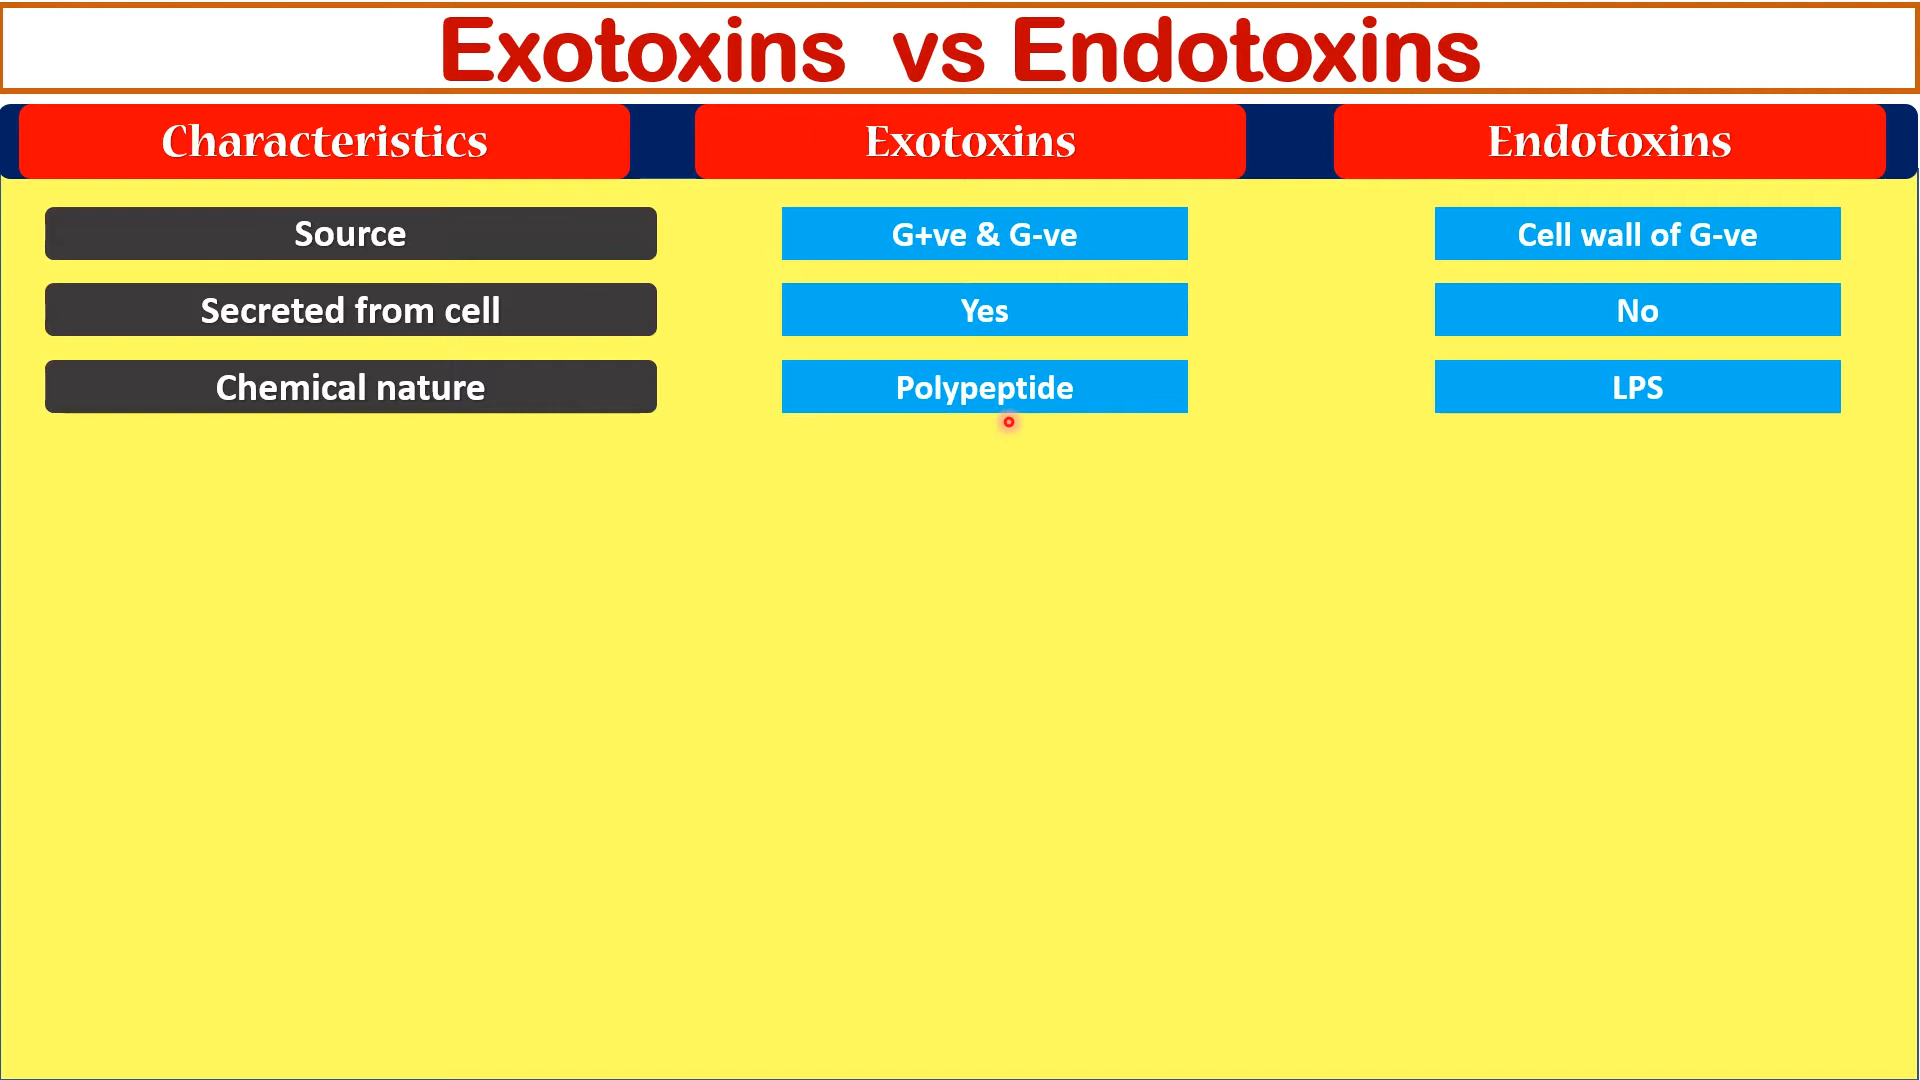 Exotoxins vs Endotoxins
Characteristics Exotoxins Endotoxins
Source G+ve & G-ve Cell wall of G-ve
Secreted from cell Yes No
Chemical nature Polypeptide LPS